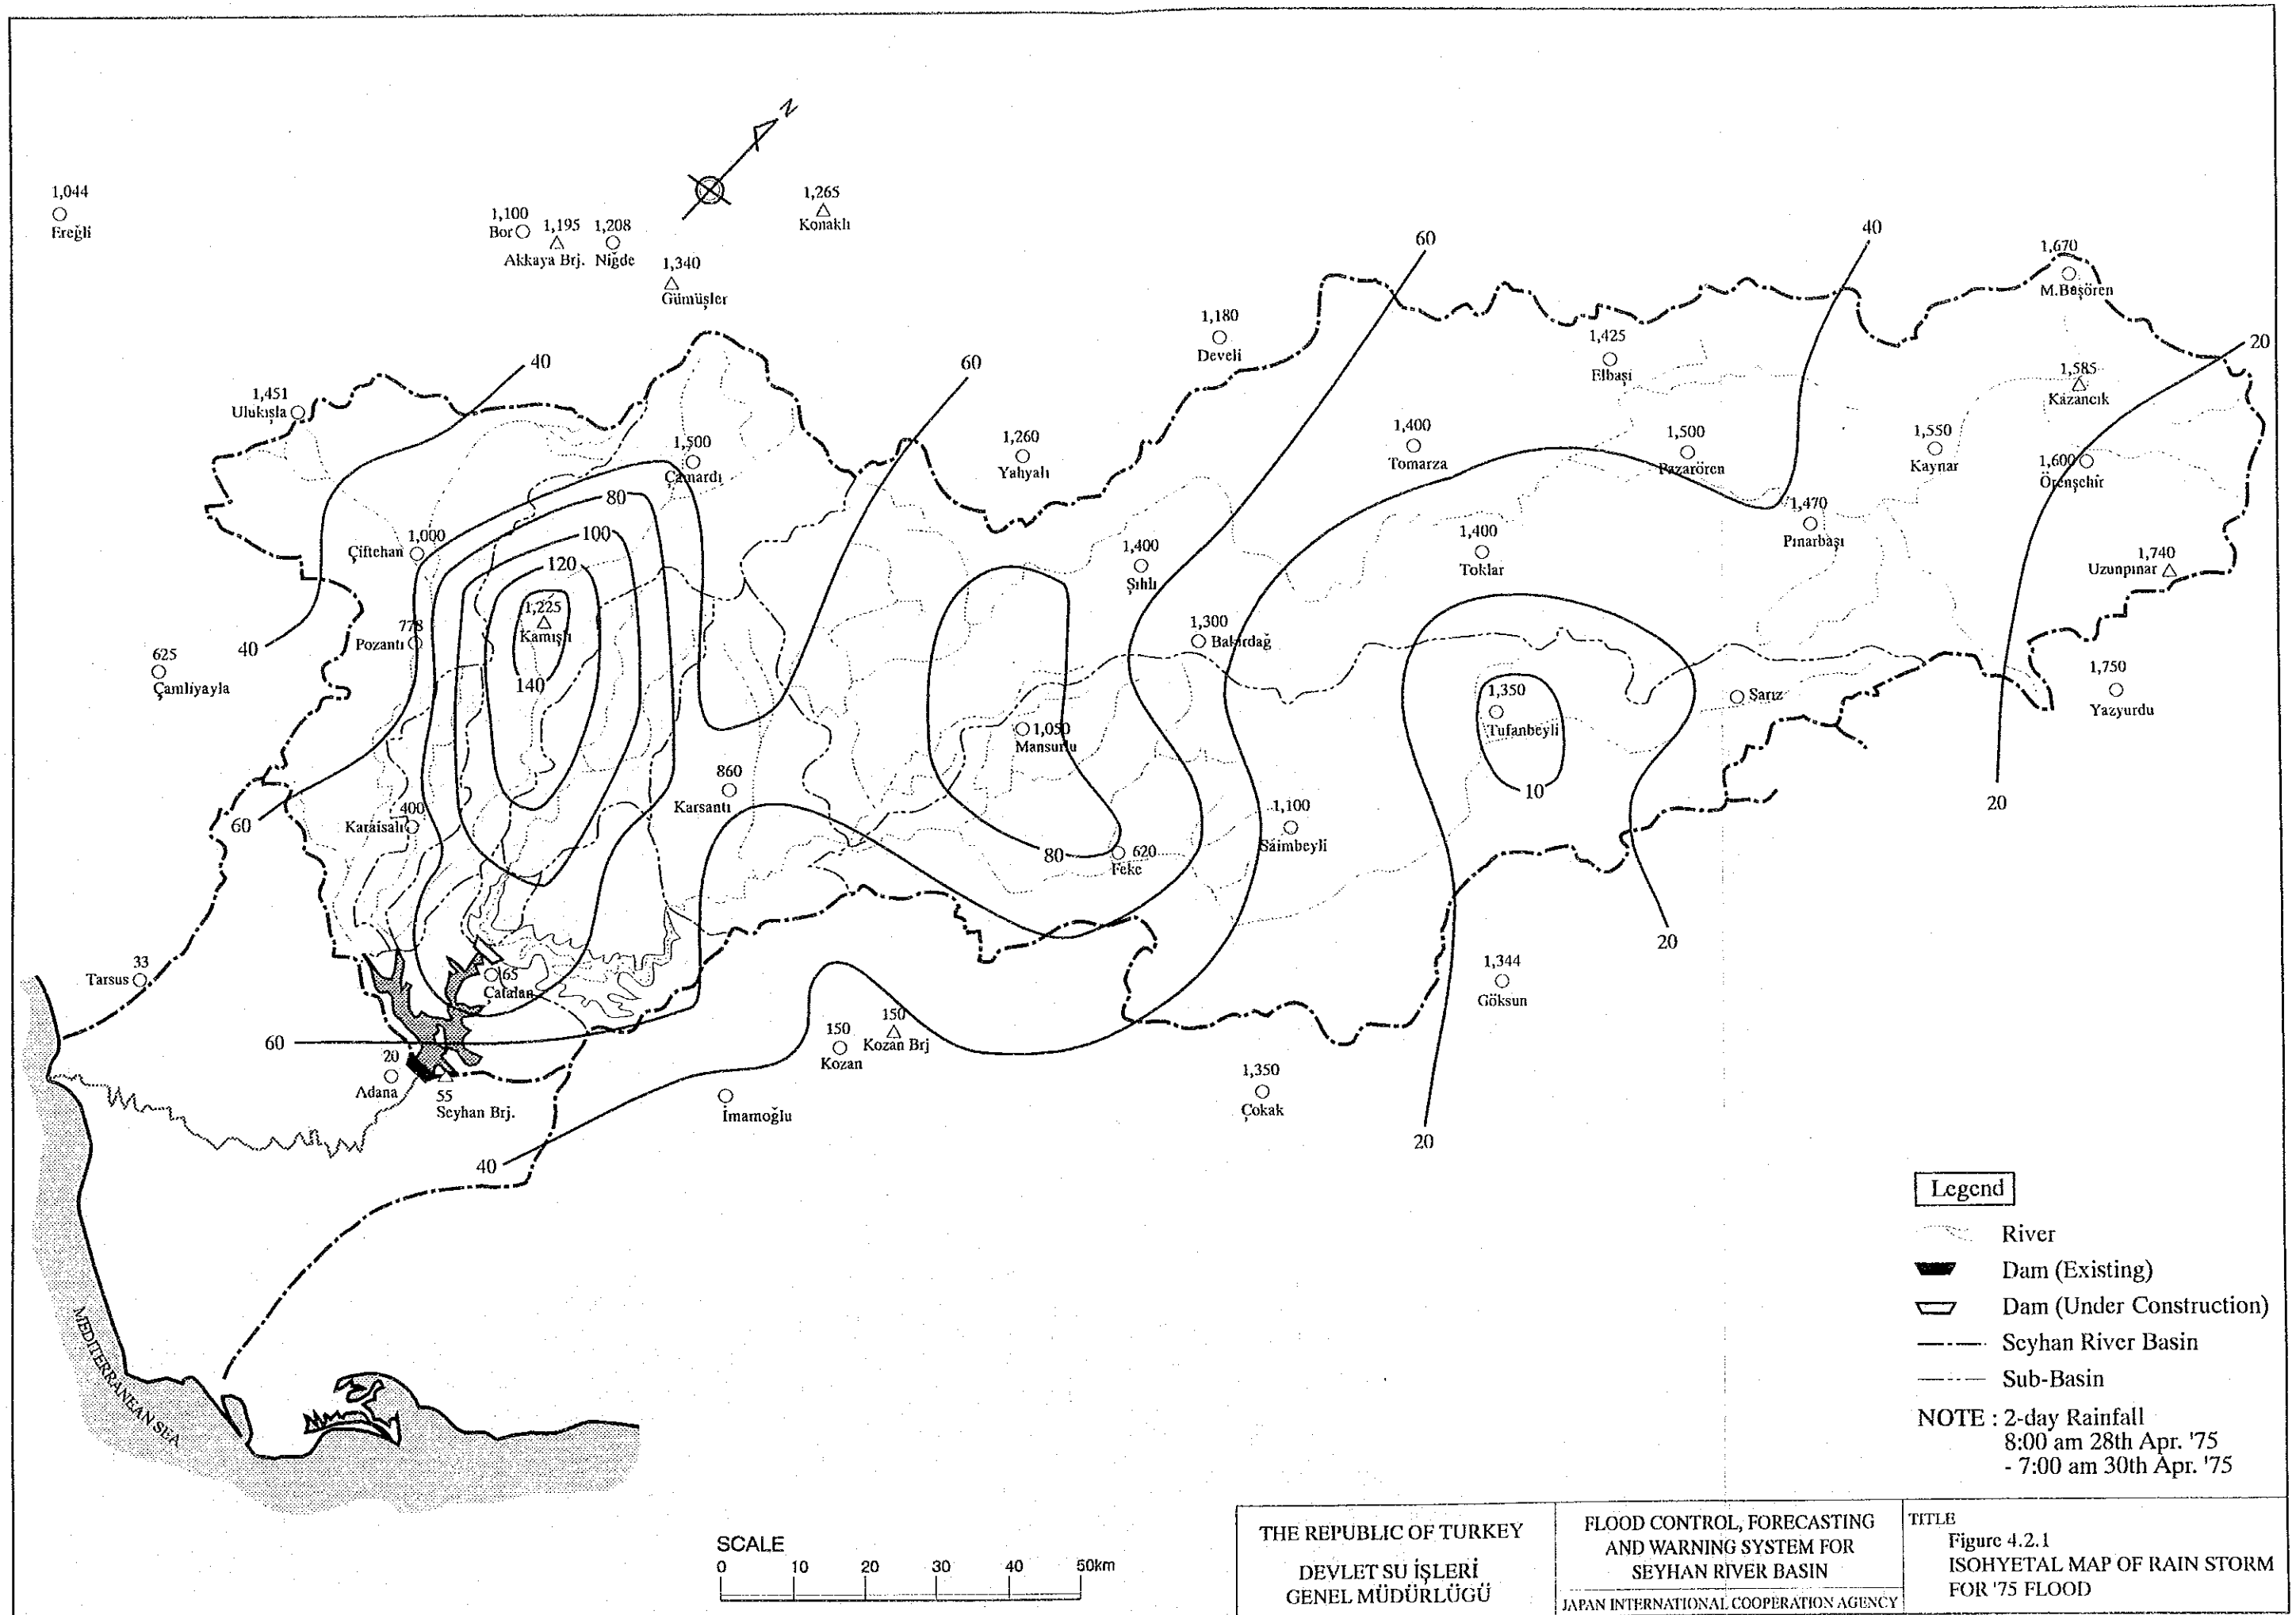 N
1,044
Ereğli
1,100
Bor
1,195
Akkaya Brj.
1,208
Niğde
1,265
Konaklı
1,340
Gümüşler
60
40
1,670
M.Başören
1,180
Develi
1,425
Elbaşı
20
40
60
1,585
Kazancık
1,451
Ulukışla
1,500
Çamardı
1,260
Yahyalı
1,400
Tomarza
1,500
Pazarören
1,550
Kaynar
1,600
Örenşehir
80
100
120
1,000
Çiftehan
1,400
Şıhlı
1,400
Toklar
1,470
Pınarbaşı
1,740
Uzunpınar
1,225
Kamışlı
778
Pozantı
40
625
Çamlıyayla
140
1,300
Bakırdağ
1,350
Tufanbeyli
Sarız
1,750
Yazyurdu
1,050
Mansurlu
860
Karsantı
10
20
60
400
Karaisalı
1,100
Saimbeyli
80
620
Feke
20
33
Tarsus
165
Catalan
1,344
Göksun
60
150
Kozan
150
Kozan Brj
20
Adana
55
Seyhan Brj.
İmamoğlu
1,350
Çokak
20
40
MEDITERRANEAN SEA
Legend
River
Dam (Existing)
Dam (Under Construction)
Seyhan River Basin
Sub-Basin
NOTE : 2-day Rainfall
8:00 am 28th Apr. '75
- 7:00 am 30th Apr. '75
SCALE
0 10 20 30 40 50km
THE REPUBLIC OF TURKEY
DEVLET SU İŞLERİ
GENEL MÜDÜRLÜĞÜ
FLOOD CONTROL, FORECASTING
AND WARNING SYSTEM FOR
SEYHAN RIVER BASIN
JAPAN INTERNATIONAL COOPERATION AGENCY
TITLE
Figure 4.2.1
ISOHYETAL MAP OF RAIN STORM
FOR '75 FLOOD